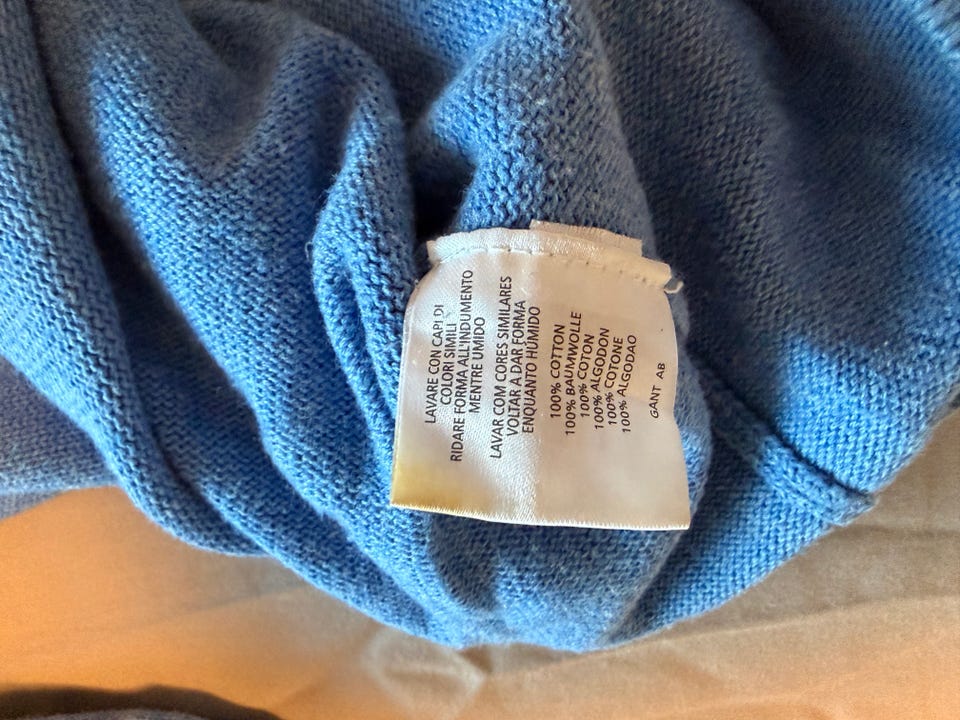 LAVARE CON CAPI DI
COLORI SIMILI
RIDARE FORMA ALL'INDUMENTO
MENTRE UMIDO
LAVAR COM CORES SIMILARES
VOLTAR A DAR FORMA
ENQUANTO HÚMIDO
100% COTTON
100% BAUMWOLLE
100% COTON
100% ALGODON
100% COTONE
100% ALGODAO
GANT AB